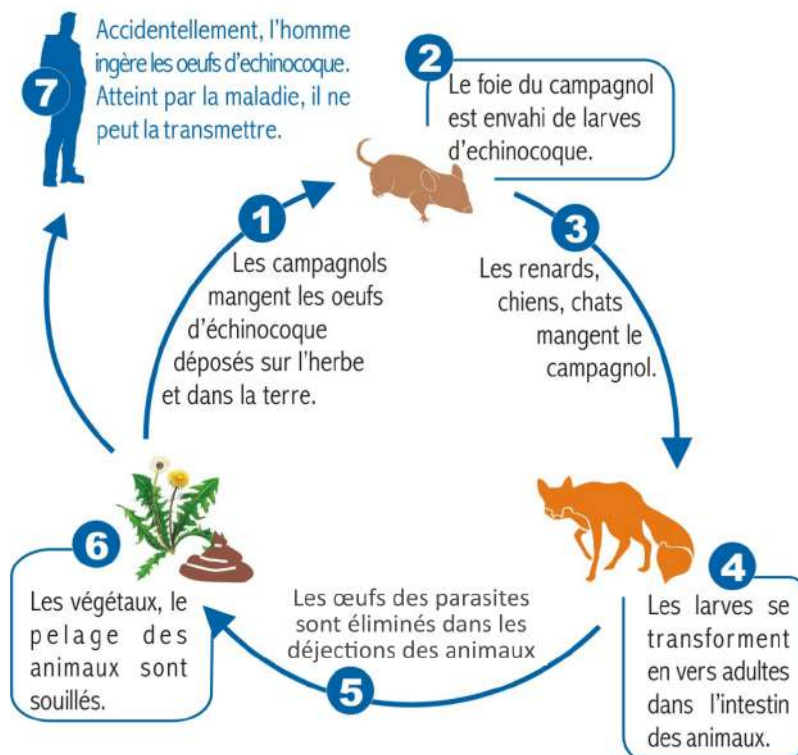 1
Les campagnols
mangent les oeufs
d'échinocoque
déposés sur l'herbe
et dans la terre.
2
Le foie du campagnol
est envahi de larves
d'echinocoque.
3
Les renards,
chiens, chats
mangent le
campagnol.
4
Les larves se
transforment
en vers adultes
dans l'intestin
des animaux.
5
Les œufs des parasites
sont éliminés dans les
déjections des animaux
6
Les végétaux, le
pelage des
animaux sont
souillés.
7
Accidentellement, l'homme
ingère les oeufs d'echinocoque.
Atteint par la maladie, il ne
peut la transmettre.